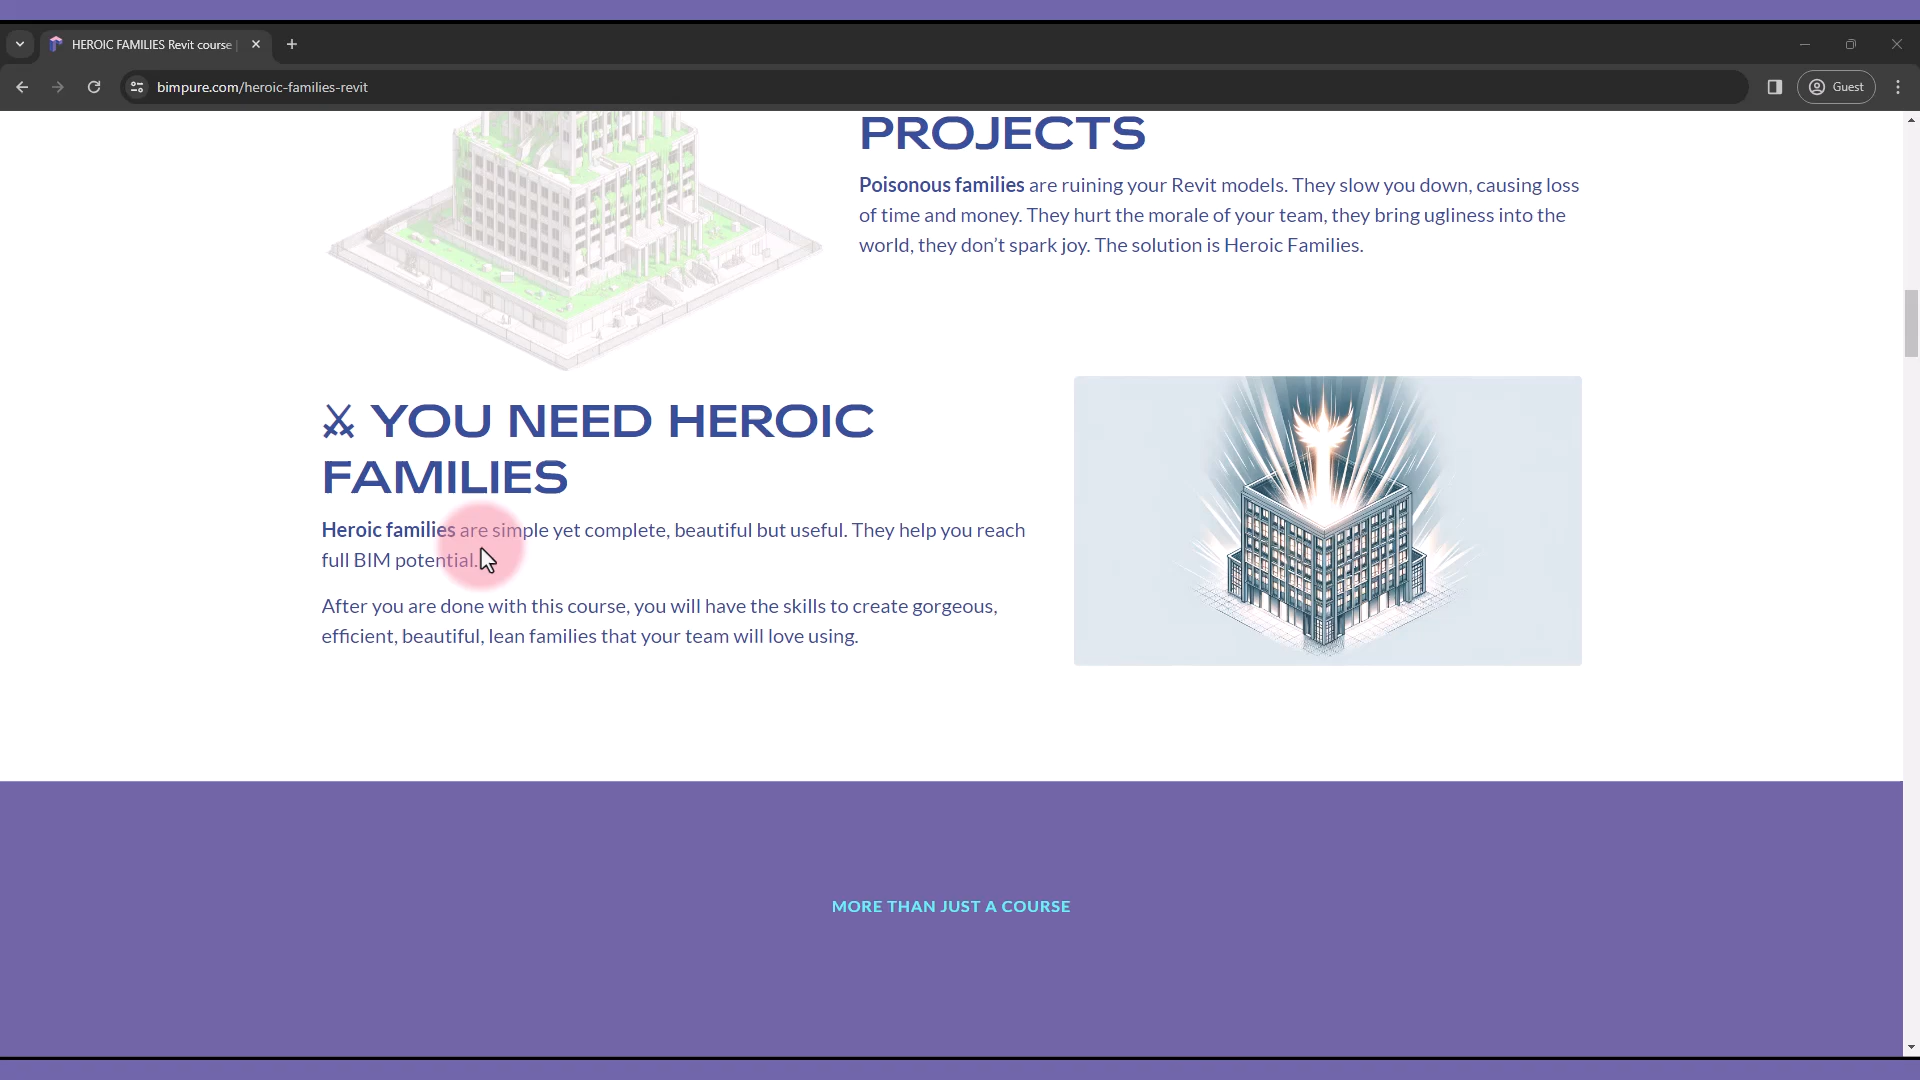 HEROIC FAMILIES Revit course |
bimpure.com/heroic-families-revit
Guest
PROJECTS
Poisonous families are ruining your Revit models. They slow you down, causing loss
of time and money. They hurt the morale of your team, they bring ugliness into the
world, they don’t spark joy. The solution is Heroic Families.
⚔ YOU NEED HEROIC
FAMILIES
Heroic families are simple yet complete, beautiful but useful. They help you reach
full BIM potential.
After you are done with this course, you will have the skills to create gorgeous,
efficient, beautiful, lean families that your team will love using.
MORE THAN JUST A COURSE